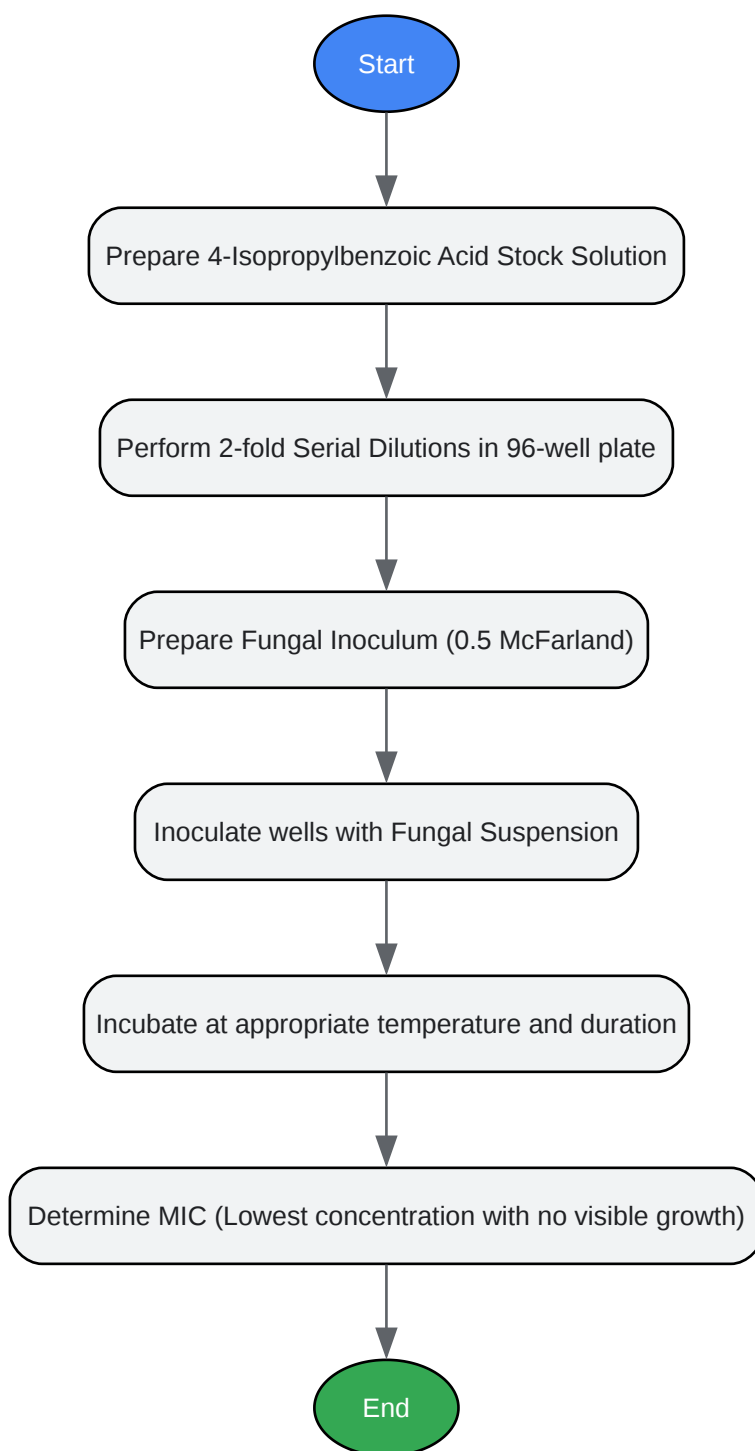 Start
Prepare 4-Isopropylbenzoic Acid Stock Solution
Perform 2-fold Serial Dilutions in 96-well plate
Prepare Fungal Inoculum (0.5 McFarland)
Inoculate wells with Fungal Suspension
Incubate at appropriate temperature and duration
Determine MIC (Lowest concentration with no visible growth)
End